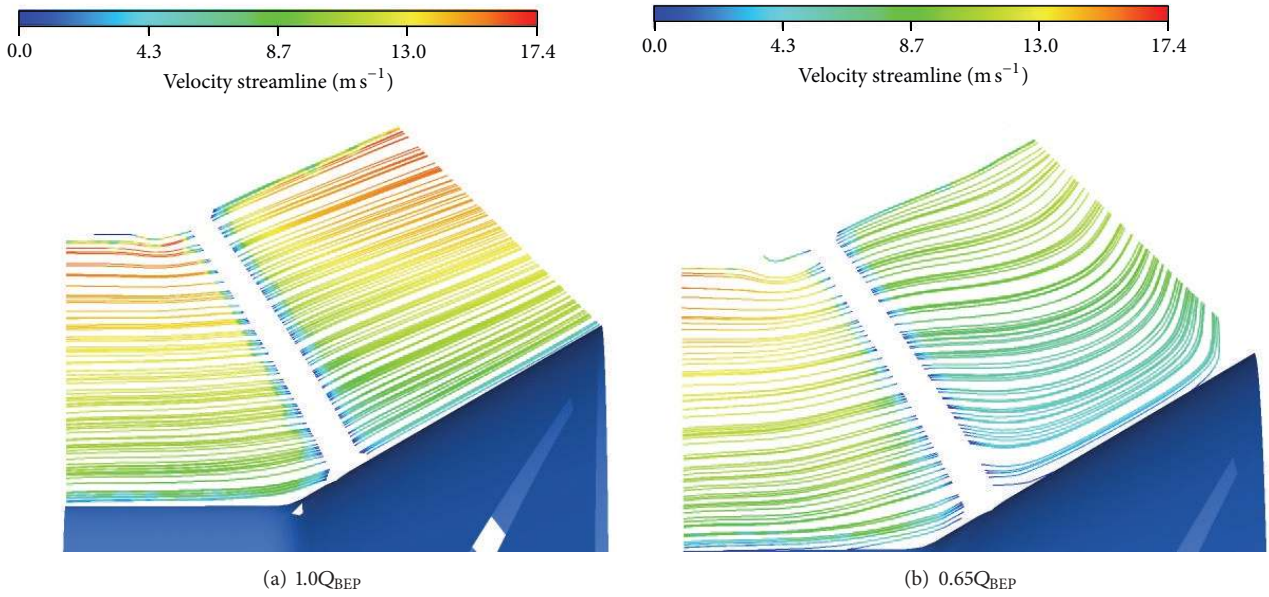 0.0 4.3 8.7 13.0 17.4
Velocity streamline (m s⁻¹)
0.0 4.3 8.7 13.0 17.4
Velocity streamline (m s⁻¹)
(a) 1.0Q_BEP
(b) 0.65Q_BEP